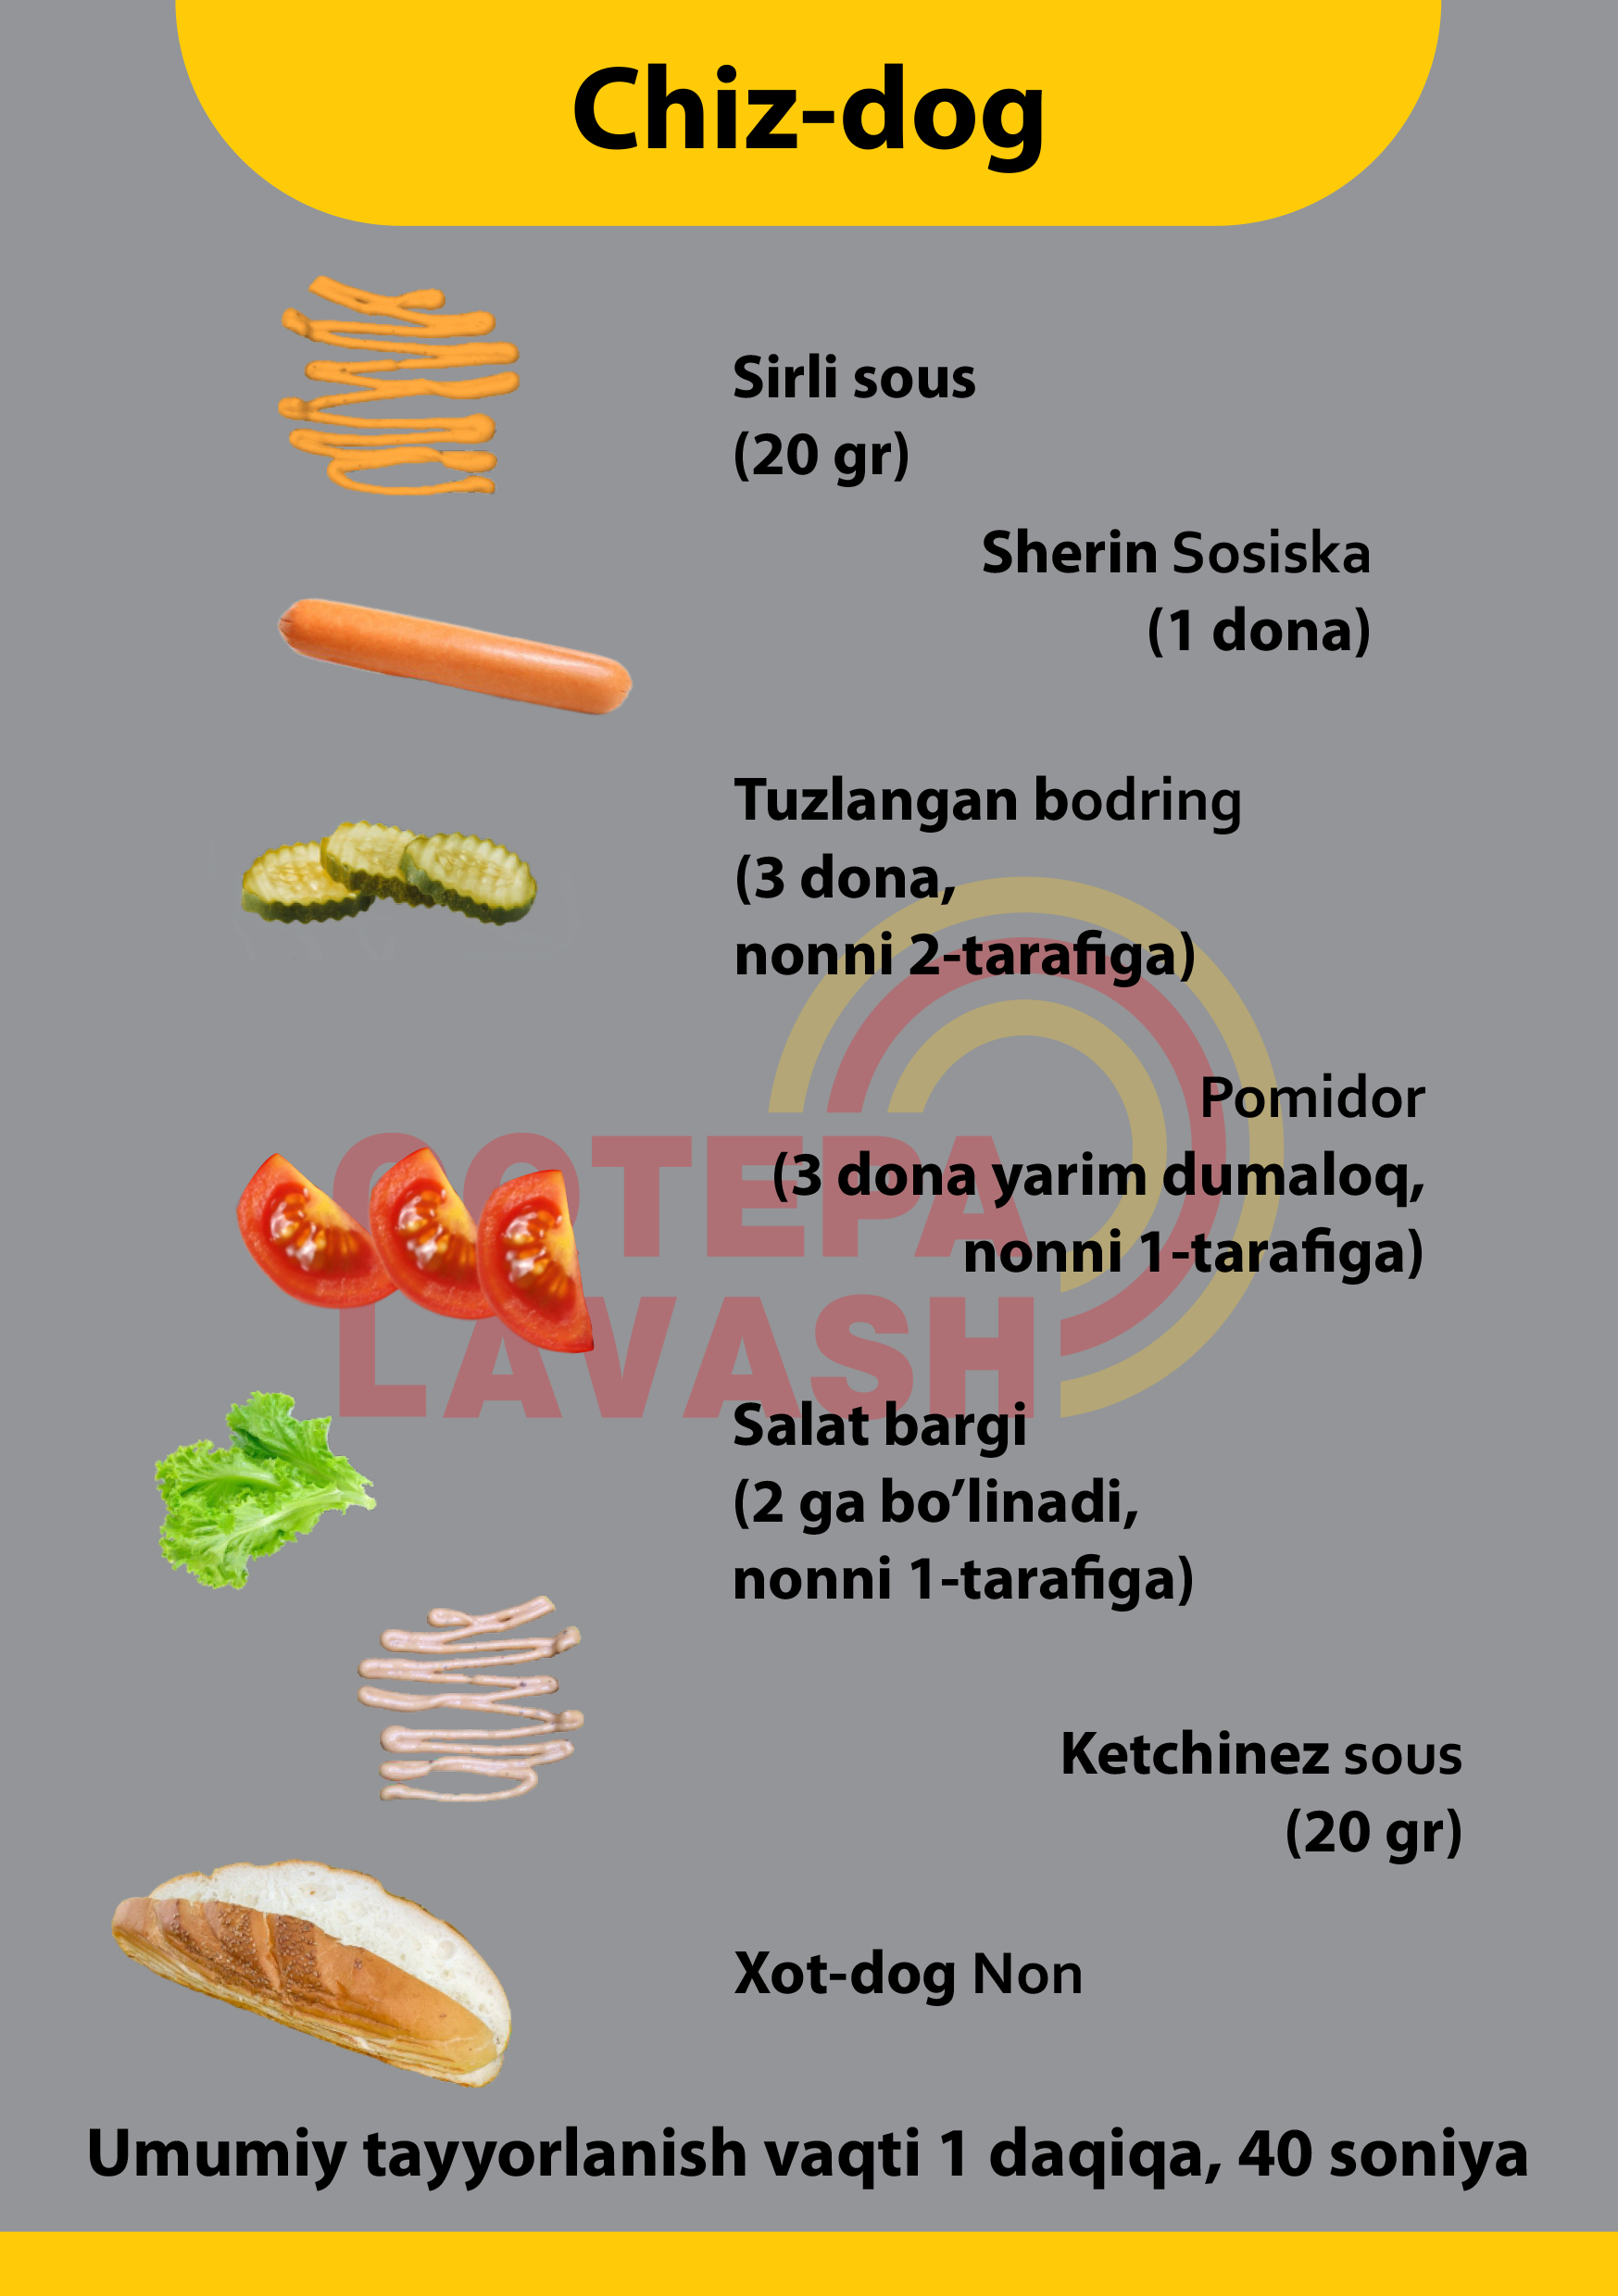 Chiz-dog
Sirli sous
(20 gr)
Sherin Sosiska
(1 dona)
Tuzlangan bodring
(3 dona,
nonni 2-tarafiga)
Pomidor
(3 dona yarim dumaloq,
nonni 1-tarafiga)
OQTEPA
LAVASH
Salat bargi
(2 ga bo’linadi,
nonni 1-tarafiga)
Ketchinez sous
(20 gr)
Xot-dog Non
Umumiy tayyorlanish vaqti 1 daqiqa, 40 soniya